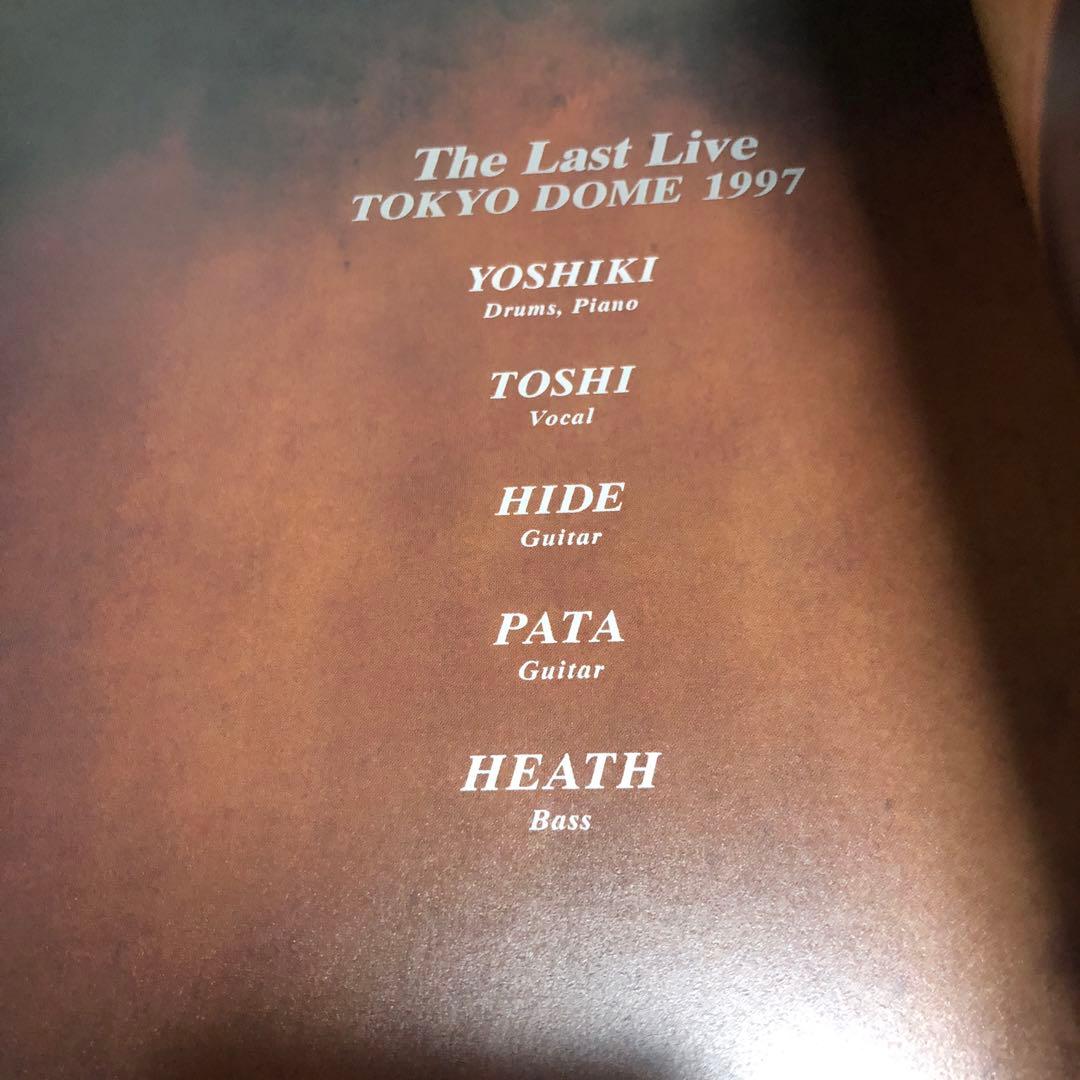 The Last Live
TOKYO DOME 1997
YOSHIKI
Drums, Piano
TOSHI
Vocal
HIDE
Guitar
PATA
Guitar
HEATH
Bass